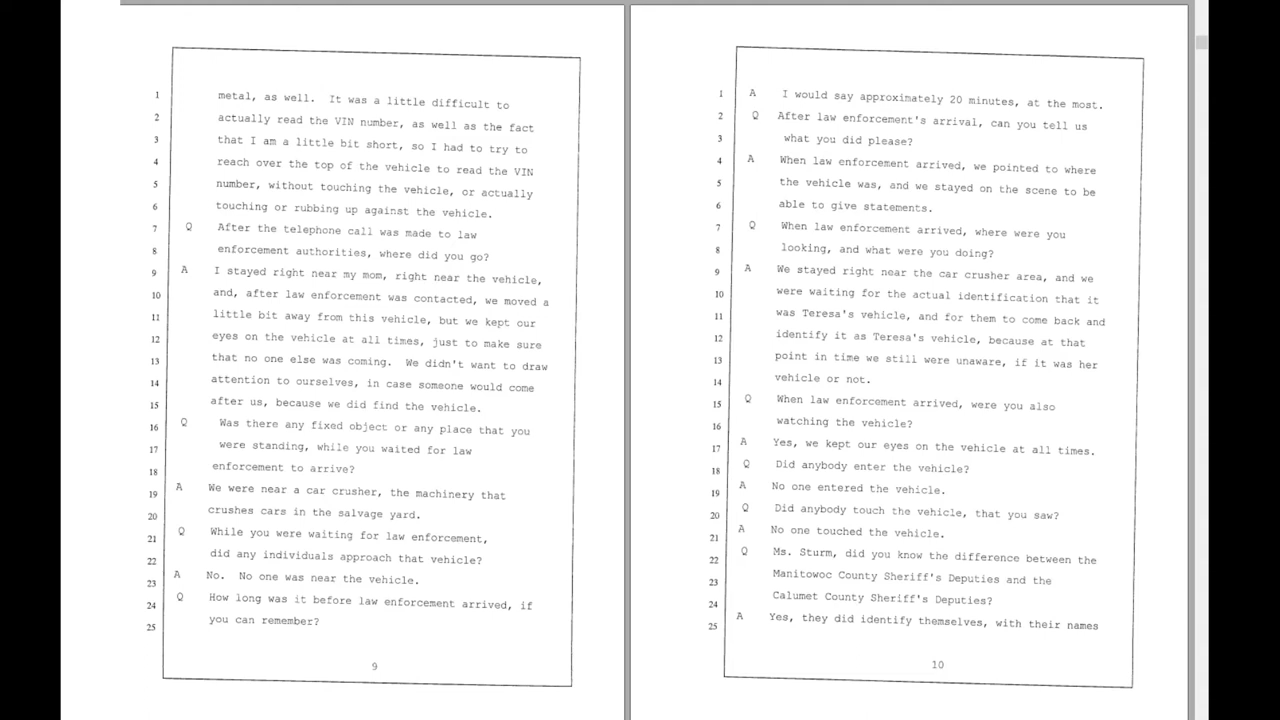 1 metal, as well. It was a little difficult to
2 actually read the VIN number, as well as the fact
3 that I am a little bit short, so I had to try to
4 reach over the top of the vehicle to read the VIN
5 number, without touching the vehicle, or actually
6 touching or rubbing up against the vehicle.
7 Q After the telephone call was made to law
8 enforcement authorities, where did you go?
9 A I stayed right near my mom, right near the vehicle,
10 and, after law enforcement was contacted, we moved a
11 little bit away from this vehicle, but we kept our
12 eyes on the vehicle at all times, just to make sure
13 that no one else was coming. We didn't want to draw
14 attention to ourselves, in case someone would come
15 after us, because we did find the vehicle.
16 Q Was there any fixed object or any place that you
17 were standing, while you waited for law
18 enforcement to arrive?
19 A We were near a car crusher, the machinery that
20 crushes cars in the salvage yard.
21 Q While you were waiting for law enforcement,
22 did any individuals approach that vehicle?
23 A No. No one was near the vehicle.
24 Q How long was it before law enforcement arrived, if
25 you can remember?
9
1 A I would say approximately 20 minutes, at the most.
2 Q After law enforcement's arrival, can you tell us
3 what you did please?
4 A When law enforcement arrived, we pointed to where
5 the vehicle was, and we stayed on the scene to be
6 able to give statements.
7 Q When law enforcement arrived, where were you
8 looking, and what were you doing?
9 A We stayed right near the car crusher area, and we
10 were waiting for the actual identification that it
11 was Teresa's vehicle, and for them to come back and
12 identify it as Teresa's vehicle, because at that
13 point in time we still were unaware, if it was her
14 vehicle or not.
15 Q When law enforcement arrived, were you also
16 watching the vehicle?
17 A Yes, we kept our eyes on the vehicle at all times.
18 Q Did anybody enter the vehicle?
19 A No one entered the vehicle.
20 Q Did anybody touch the vehicle, that you saw?
21 A No one touched the vehicle.
22 Q Ms. Sturm, did you know the difference between the
23 Manitowoc County Sheriff's Deputies and the
24 Calumet County Sheriff's Deputies?
25 A Yes, they did identify themselves, with their names
10